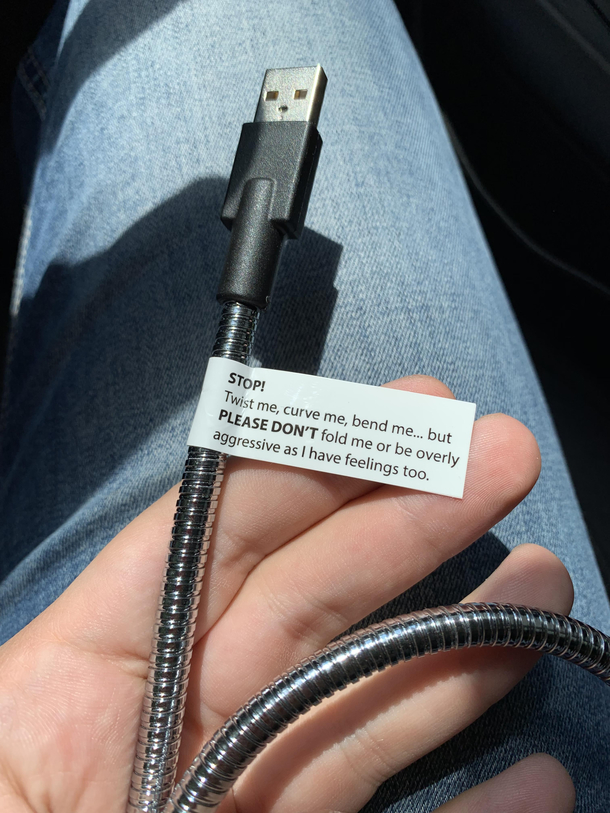 STOP!
Twist me, curve me, bend me... but
PLEASE DON'T fold me or be overly
aggressive as I have feelings too.